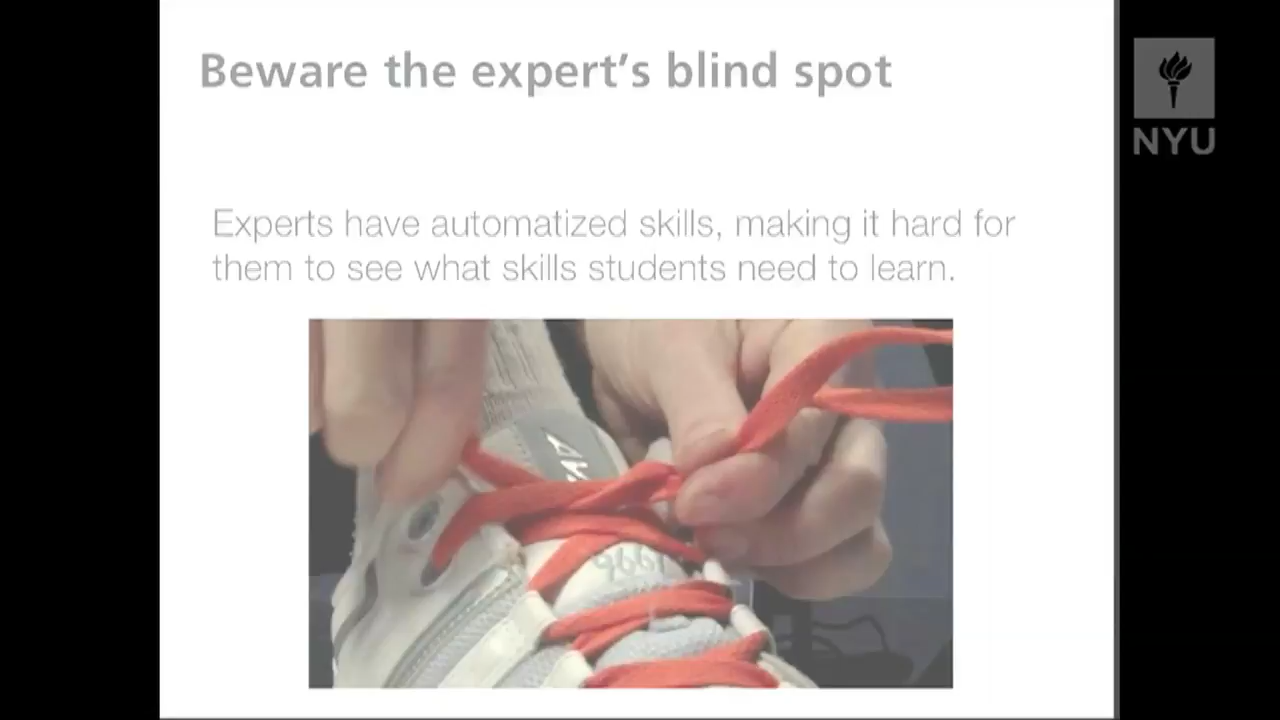 Beware the expert's blind spot
NYU
Experts have automatized skills, making it hard for
them to see what skills students need to learn.